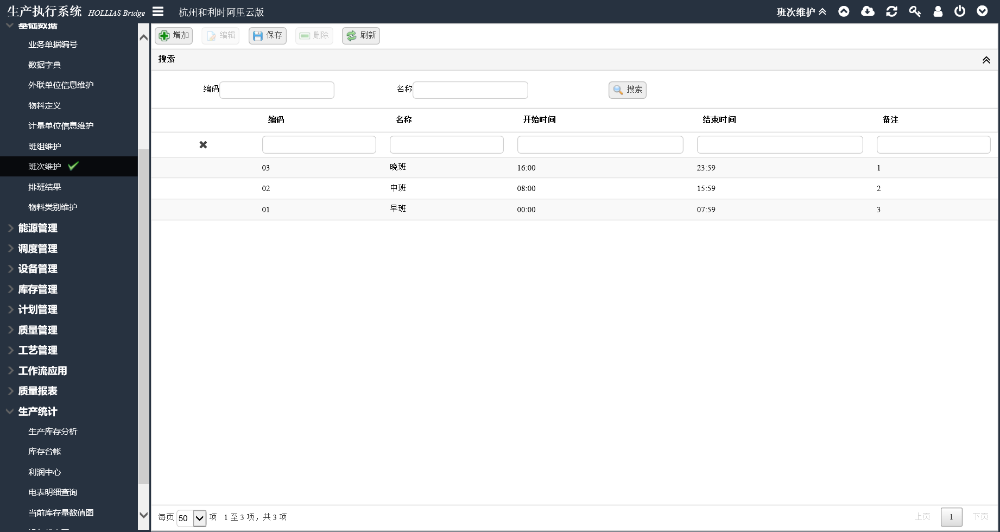 生产执行系统 HOLLIAS Bridge 杭州和利时阿里云版 班次维护
基础数据
业务单据编号
数据字典
外联单位信息维护
物料定义
计量单位信息维护
班组维护
班次维护
排班结果
物料类别维护
能源管理
调度管理
设备管理
库存管理
计划管理
质量管理
工艺管理
工作流应用
质量报表
生产统计
生产库存分析
库存台帐
利润中心
电表明细查询
当前库存量数值图
增加 编辑 保存 删除 刷新
搜索
编码 名称 搜索
编码 名称 开始时间 结束时间 备注
03 晚班 16:00 23:59 1
02 中班 08:00 15:59 2
01 早班 00:00 07:59 3
每页 50 项 1 至 3 项，共 3 项 上页 1 下页